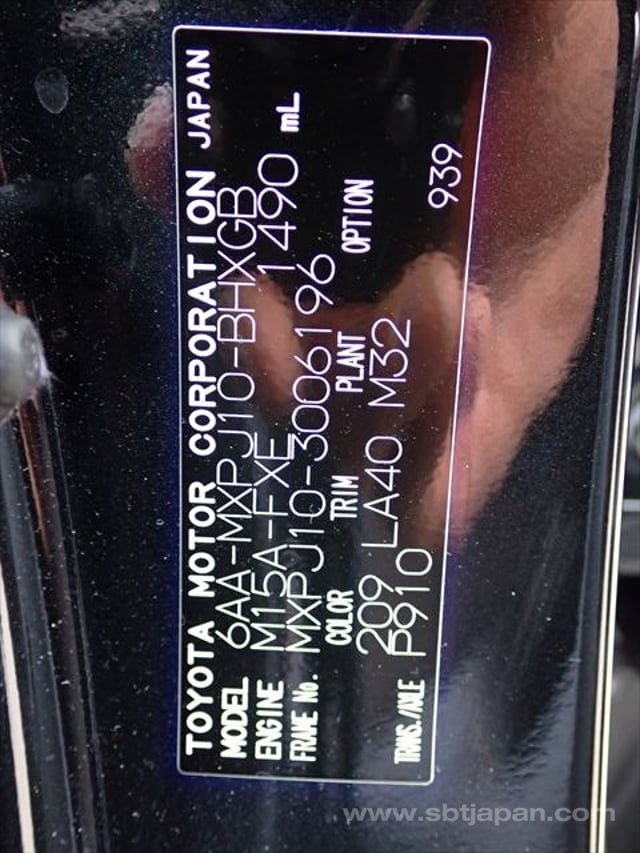 TOYOTA MOTOR CORPORATION JAPAN
MODEL 6AA-MXPJ10-BHXGB
ENGINE M15A-FXE 1490 mL
FRAME No. MXPJ10-3006196
COLOR TRIM PLANT OPTION
209 LA40 M32
TRANS./AXLE P910 939
www.sbtjapan.com